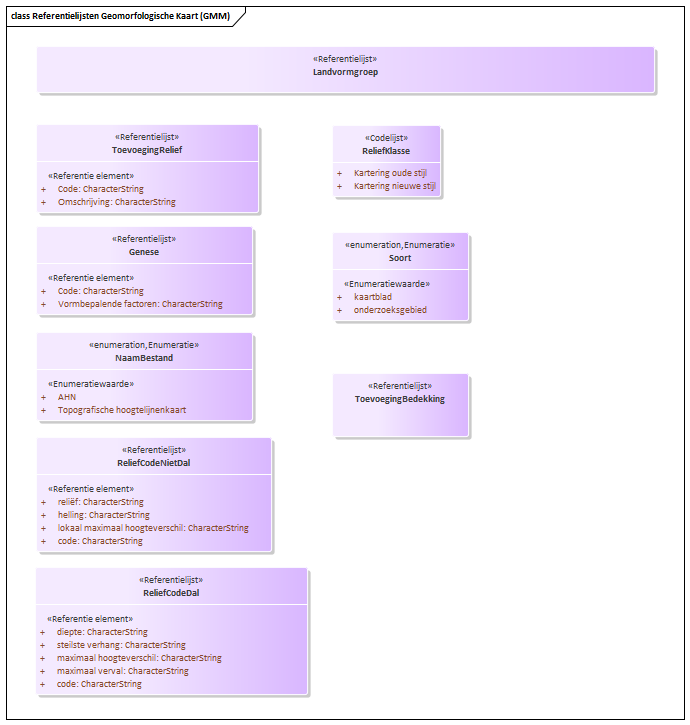 class Referentielijsten Geomorfologische Kaart (GMM)
«Referentielijst»
Landvormgroep
«Referentielijst»
ToevoegingRelief
«Referentie element»
+ Code: CharacterString
+ Omschrijving: CharacterString
«Codelijst»
ReliefKlasse
+ Kartering oude stijl
+ Kartering nieuwe stijl
«Referentielijst»
Genese
«Referentie element»
+ Code: CharacterString
+ Vormbepalende factoren: CharacterString
«enumeration,Enumeratie»
Soort
«Enumeratiewaarde»
+ kaartblad
+ onderzoeksgebied
«enumeration,Enumeratie»
NaamBestand
«Enumeratiewaarde»
+ AHN
+ Topografische hoogtelijnenkaart
«Referentielijst»
ToevoegingBedekking
«Referentielijst»
ReliefCodeNietDal
«Referentie element»
+ reliëf: CharacterString
+ helling: CharacterString
+ lokaal maximaal hoogteverschil: CharacterString
+ code: CharacterString
«Referentielijst»
ReliefCodeDal
«Referentie element»
+ diepte: CharacterString
+ steilste verhang: CharacterString
+ maximaal hoogteverschil: CharacterString
+ maximaal verval: CharacterString
+ code: CharacterString